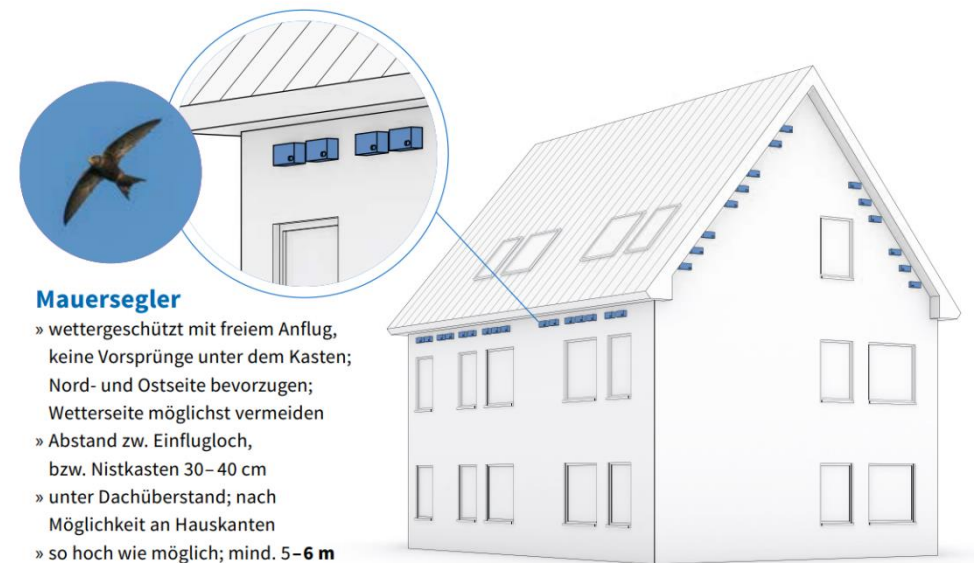 Mauersegler
» wettergeschützt mit freiem Anflug,
keine Vorsprünge unter dem Kasten;
Nord- und Ostseite bevorzugen;
Wetterseite möglichst vermeiden
» Abstand zw. Einflugloch,
bzw. Nistkasten 30–40 cm
» unter Dachüberstand; nach
Möglichkeit an Hauskanten
» so hoch wie möglich; mind. 5–6 m